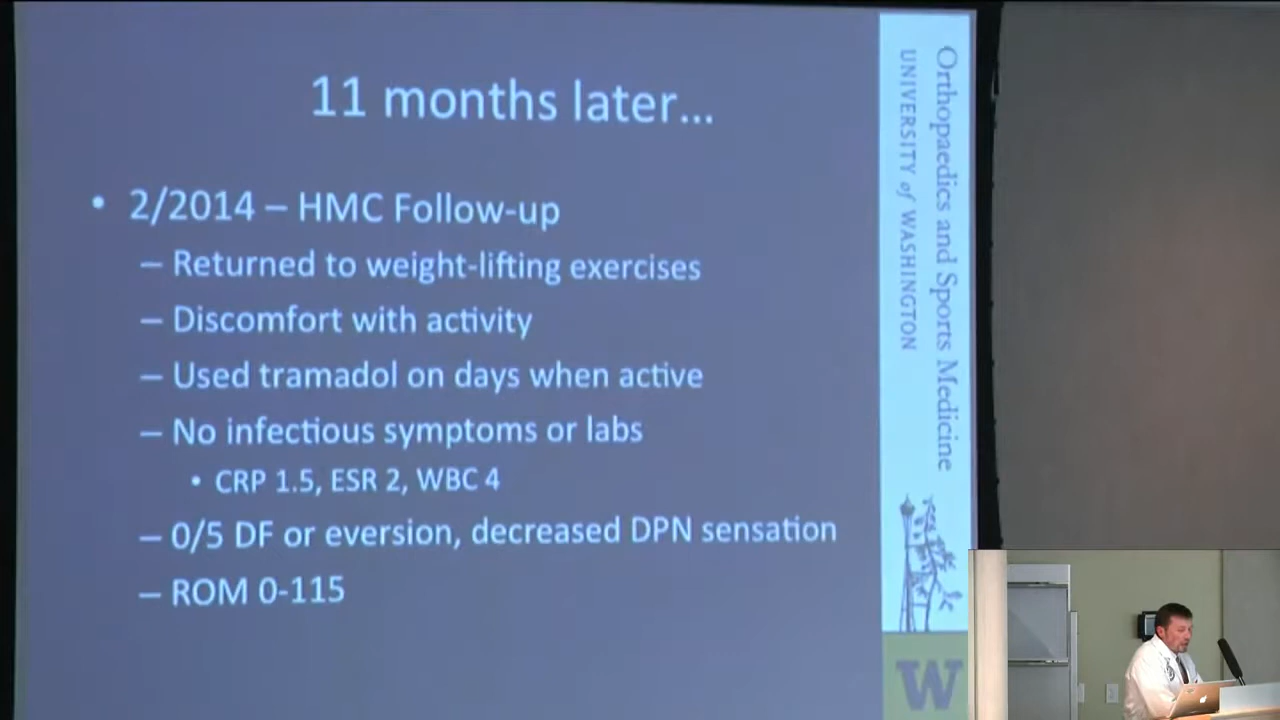 11 months later...
• 2/2014 – HMC Follow-up
– Returned to weight-lifting exercises
– Discomfort with activity
– Used tramadol on days when active
– No infectious symptoms or labs
• CRP 1.5, ESR 2, WBC 4
– 0/5 DF or eversion, decreased DPN sensation
– ROM 0-115
Orthopaedics and Sports Medicine
UNIVERSITY of WASHINGTON
W